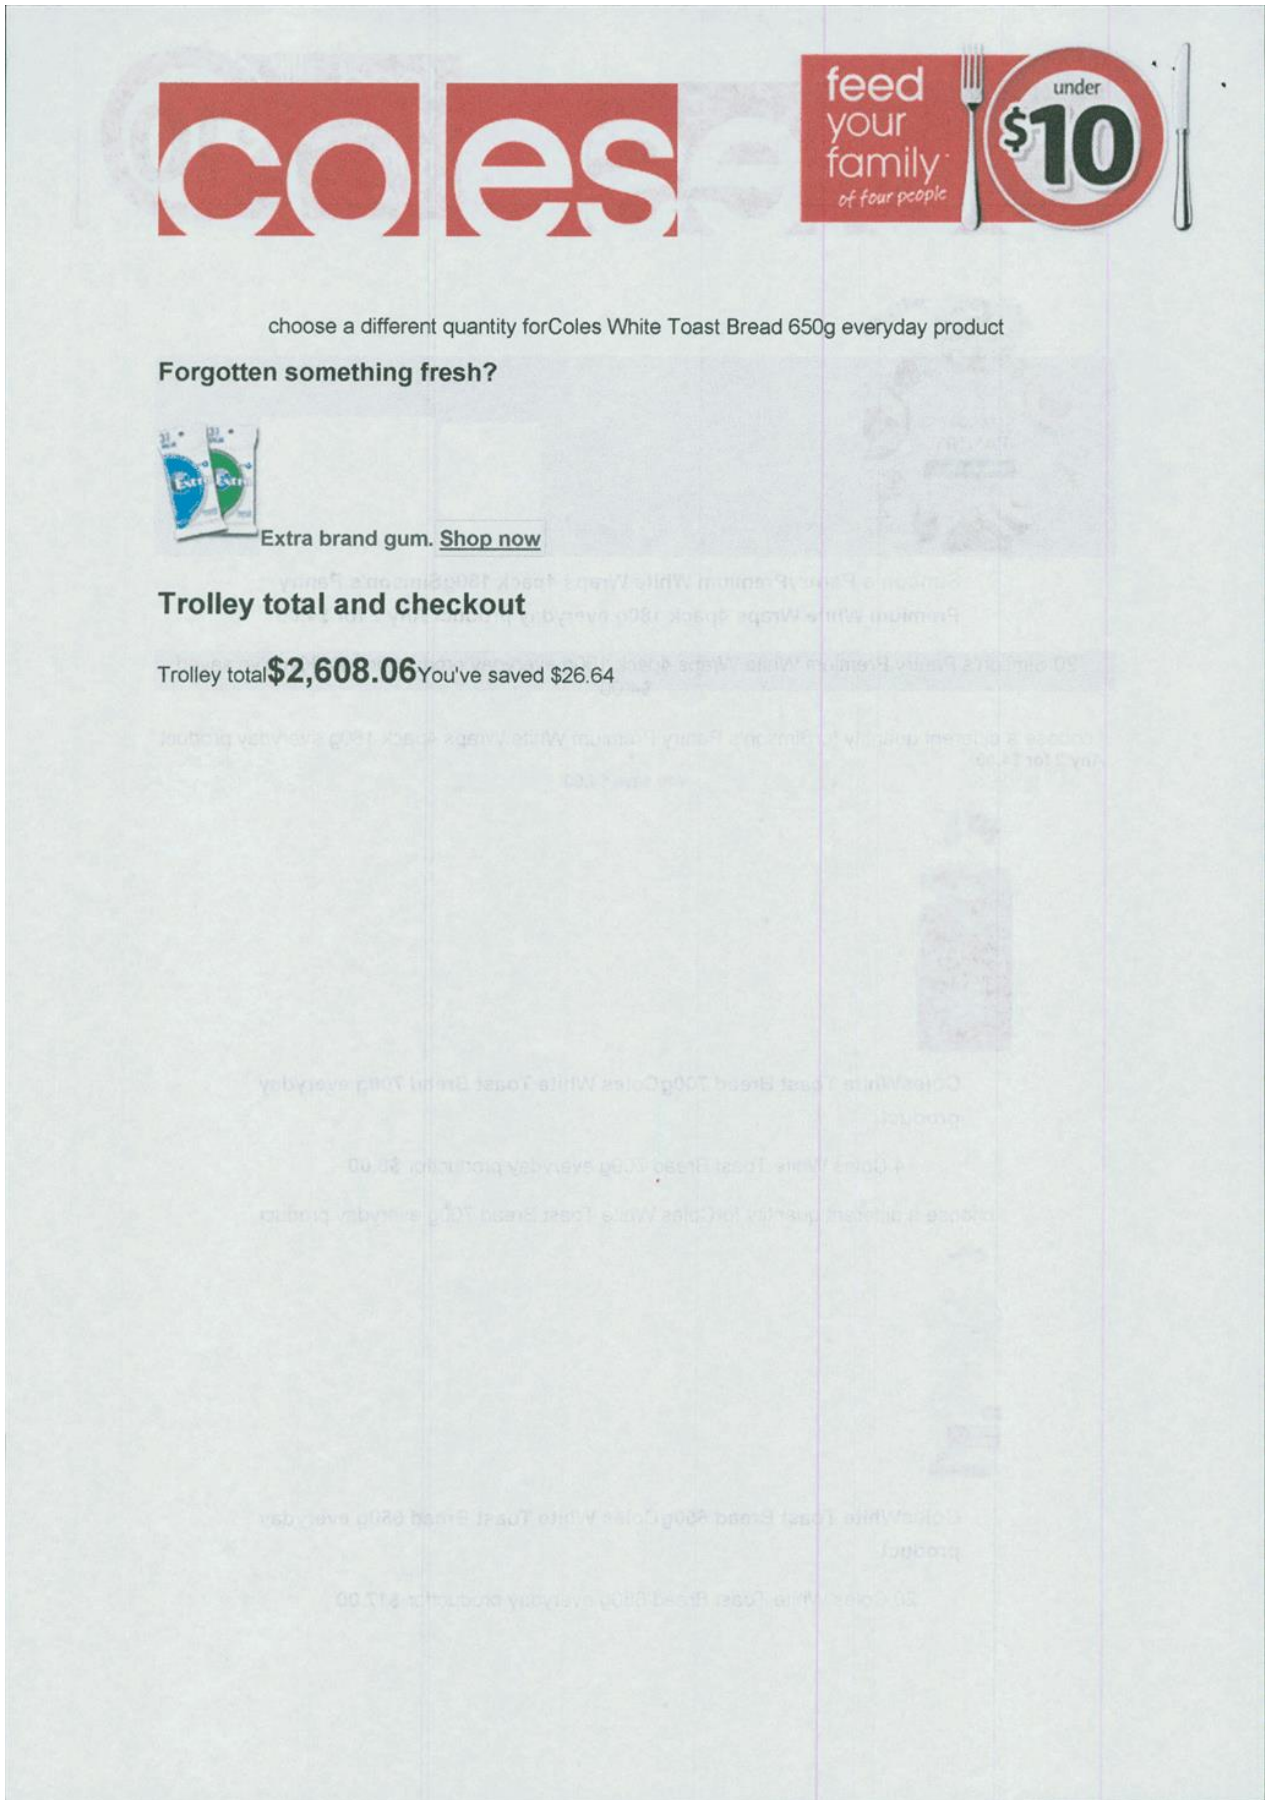 coles
feed
your
family
of four people
under
$10
choose a different quantity forColes White Toast Bread 650g everyday product
Forgotten something fresh?
Extra Extra
Extra brand gum. Shop now
Trolley total and checkout
Trolley total$2,608.06You've saved $26.64